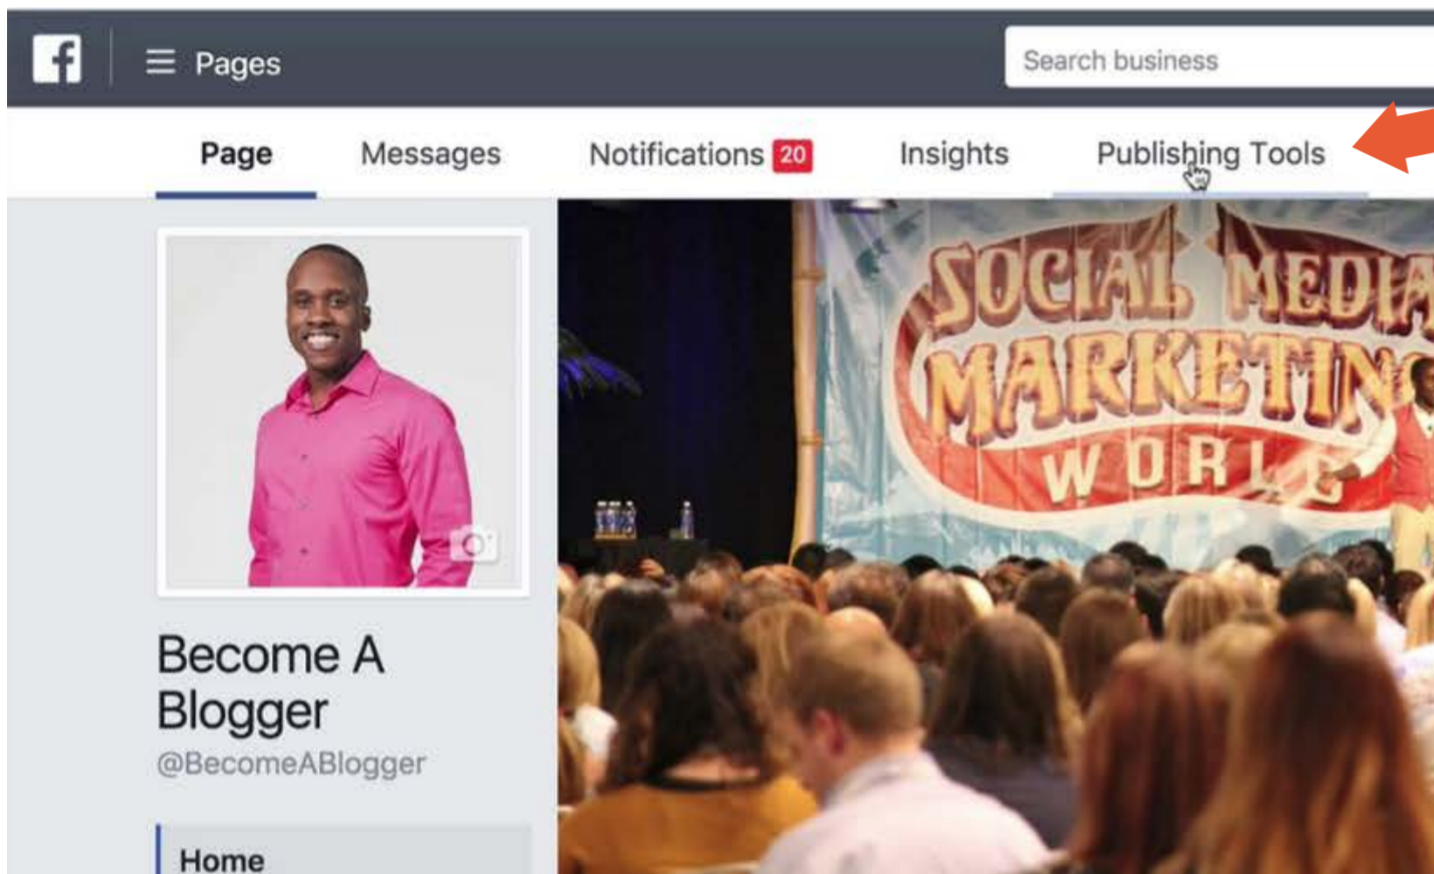 f
Pages
Search business
Page
Messages
Notifications 20
Insights
Publishing Tools
SOCIAL MEDIA
MARKETING
WORLD
Become A
Blogger
@BecomeABlogger
Home